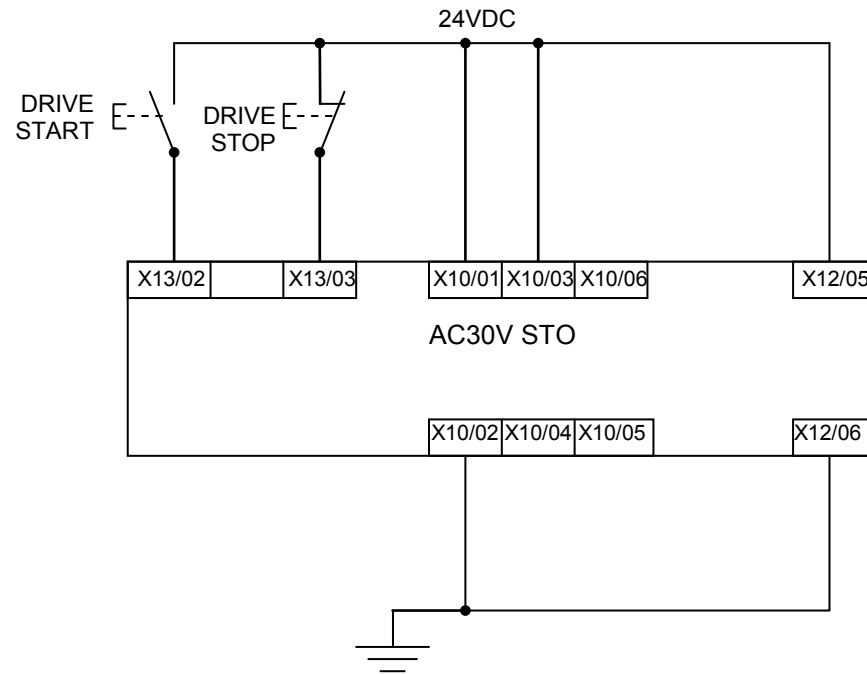 24VDC
DRIVE
START
DRIVE
STOP
X13/02
X13/03
X10/01
X10/03
X10/06
X12/05
AC30V STO
X10/02
X10/04
X10/05
X12/06